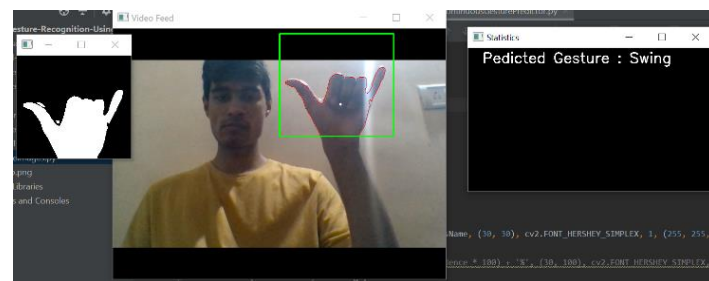 Video Feed
esture-Recognition-Usin
Statistics
Pedicted Gesture : Swing
.png
Libraries
s and Consoles
Name, (30, 30), cv2.FONT_HERSHEY_SIMPLEX, 1, (255, 255,
ence * 100) + '%', (30, 100), cv2.FONT_HERSHEY_SIMPLEX,